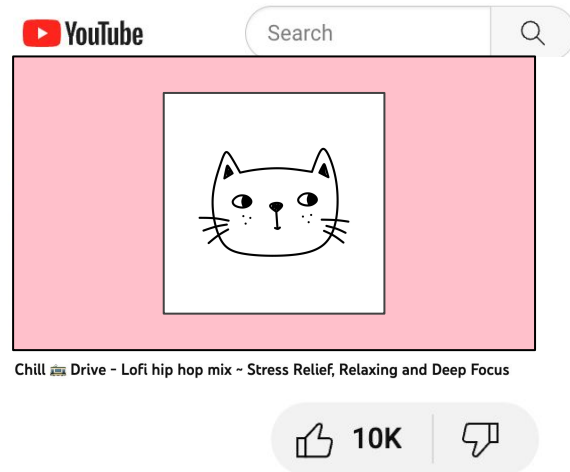 YouTube
Search
Chill 🚋 Drive - Lofi hip hop mix ~ Stress Relief, Relaxing and Deep Focus
10K